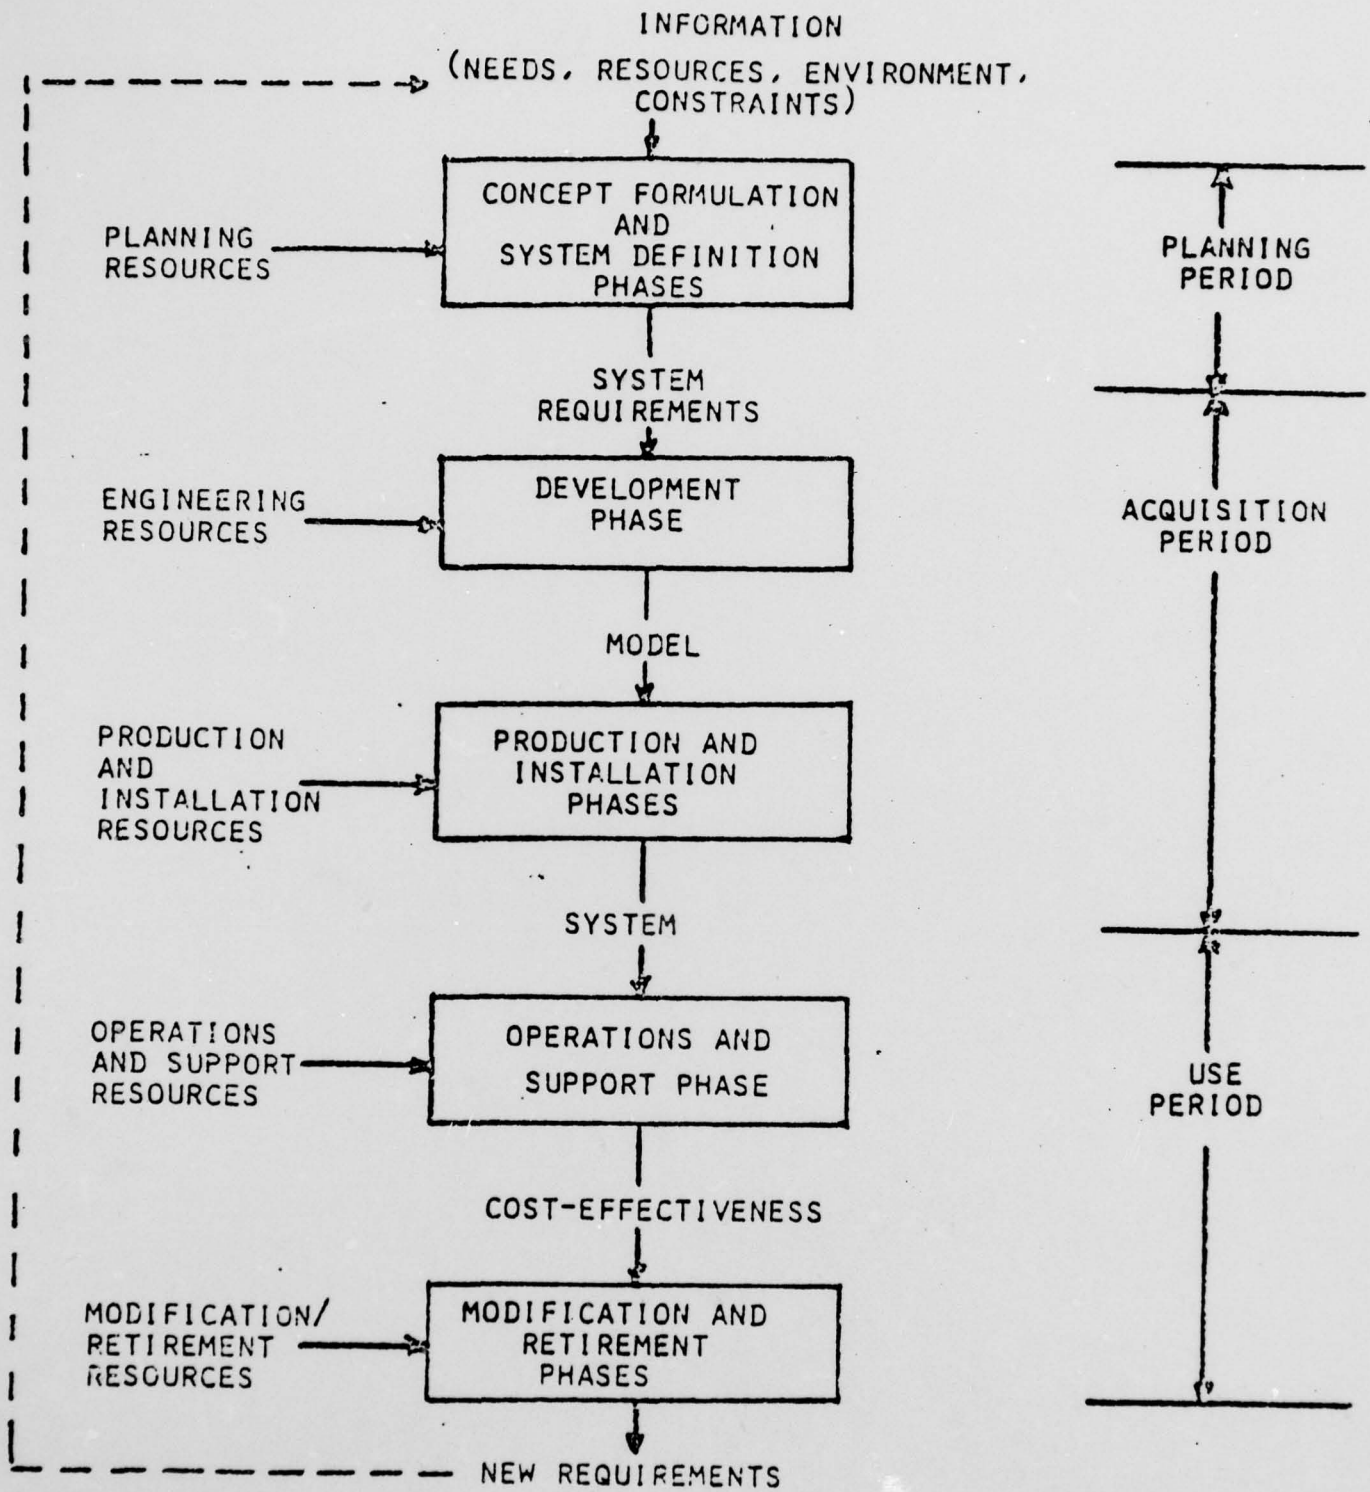 INFORMATION
(NEEDS, RESOURCES, ENVIRONMENT,
CONSTRAINTS)
CONCEPT FORMULATION
AND
SYSTEM DEFINITION
PHASES
PLANNING
RESOURCES
PLANNING
PERIOD
SYSTEM
REQUIREMENTS
DEVELOPMENT
PHASE
ENGINEERING
RESOURCES
ACQUISITION
PERIOD
MODEL
PRODUCTION
AND
INSTALLATION
RESOURCES
PRODUCTION AND
INSTALLATION
PHASES
SYSTEM
OPERATIONS
AND SUPPORT
RESOURCES
OPERATIONS AND
SUPPORT PHASE
USE
PERIOD
COST-EFFECTIVENESS
MODIFICATION/
RETIREMENT
RESOURCES
MODIFICATION AND
RETIREMENT
PHASES
NEW REQUIREMENTS